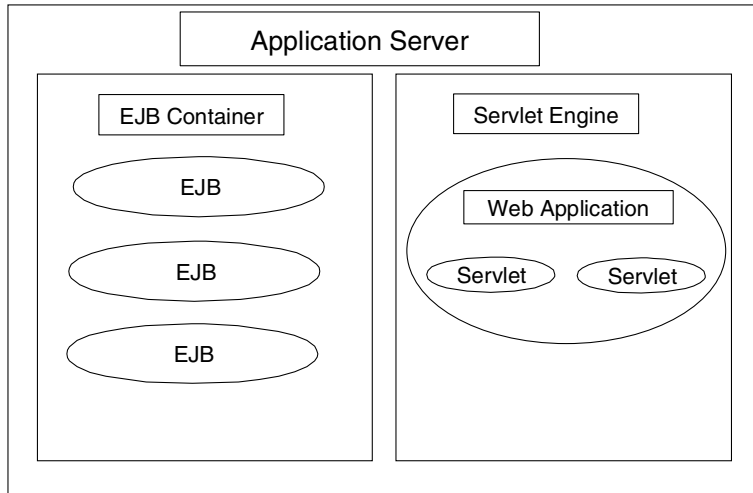 Application Server
EJB Container
EJB
EJB
EJB
Servlet Engine
Web Application
Servlet
Servlet